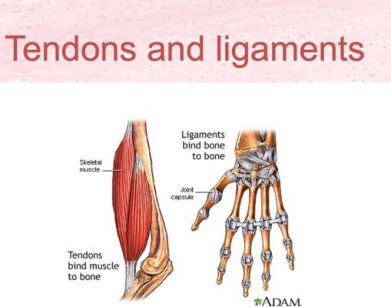 Tendons and ligaments
Ligaments
bind bone
to bone
Skeletal
muscle
Joint
capsule
Tendons
bind muscle
to bone
ADAM